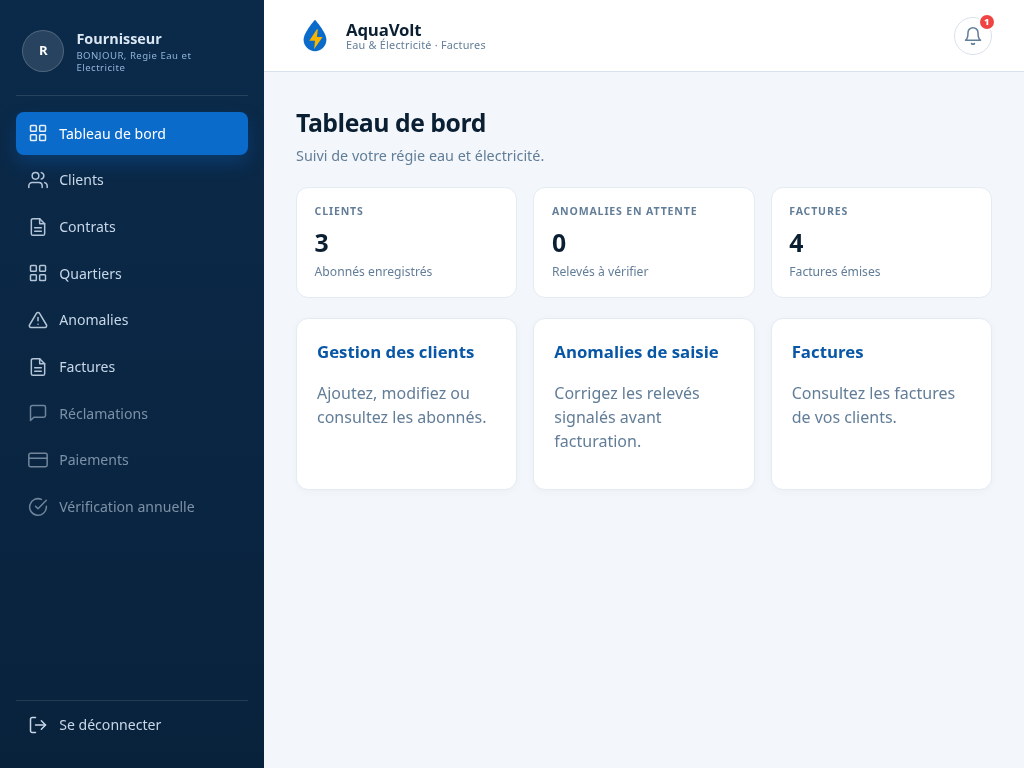 R
Fournisseur
BONJOUR, Regie Eau et
Electricite
Tableau de bord
Clients
Contrats
Quartiers
Anomalies
Factures
Réclamations
Paiements
Vérification annuelle
Se déconnecter
AquaVolt
Eau & Électricité · Factures
1
Tableau de bord
Suivi de votre régie eau et électricité.
CLIENTS
3
Abonnés enregistrés
ANOMALIES EN ATTENTE
0
Relevés à vérifier
FACTURES
4
Factures émises
Gestion des clients
Ajoutez, modifiez ou
consultez les abonnés.
Anomalies de saisie
Corrigez les relevés
signalés avant
facturation.
Factures
Consultez les factures
de vos clients.